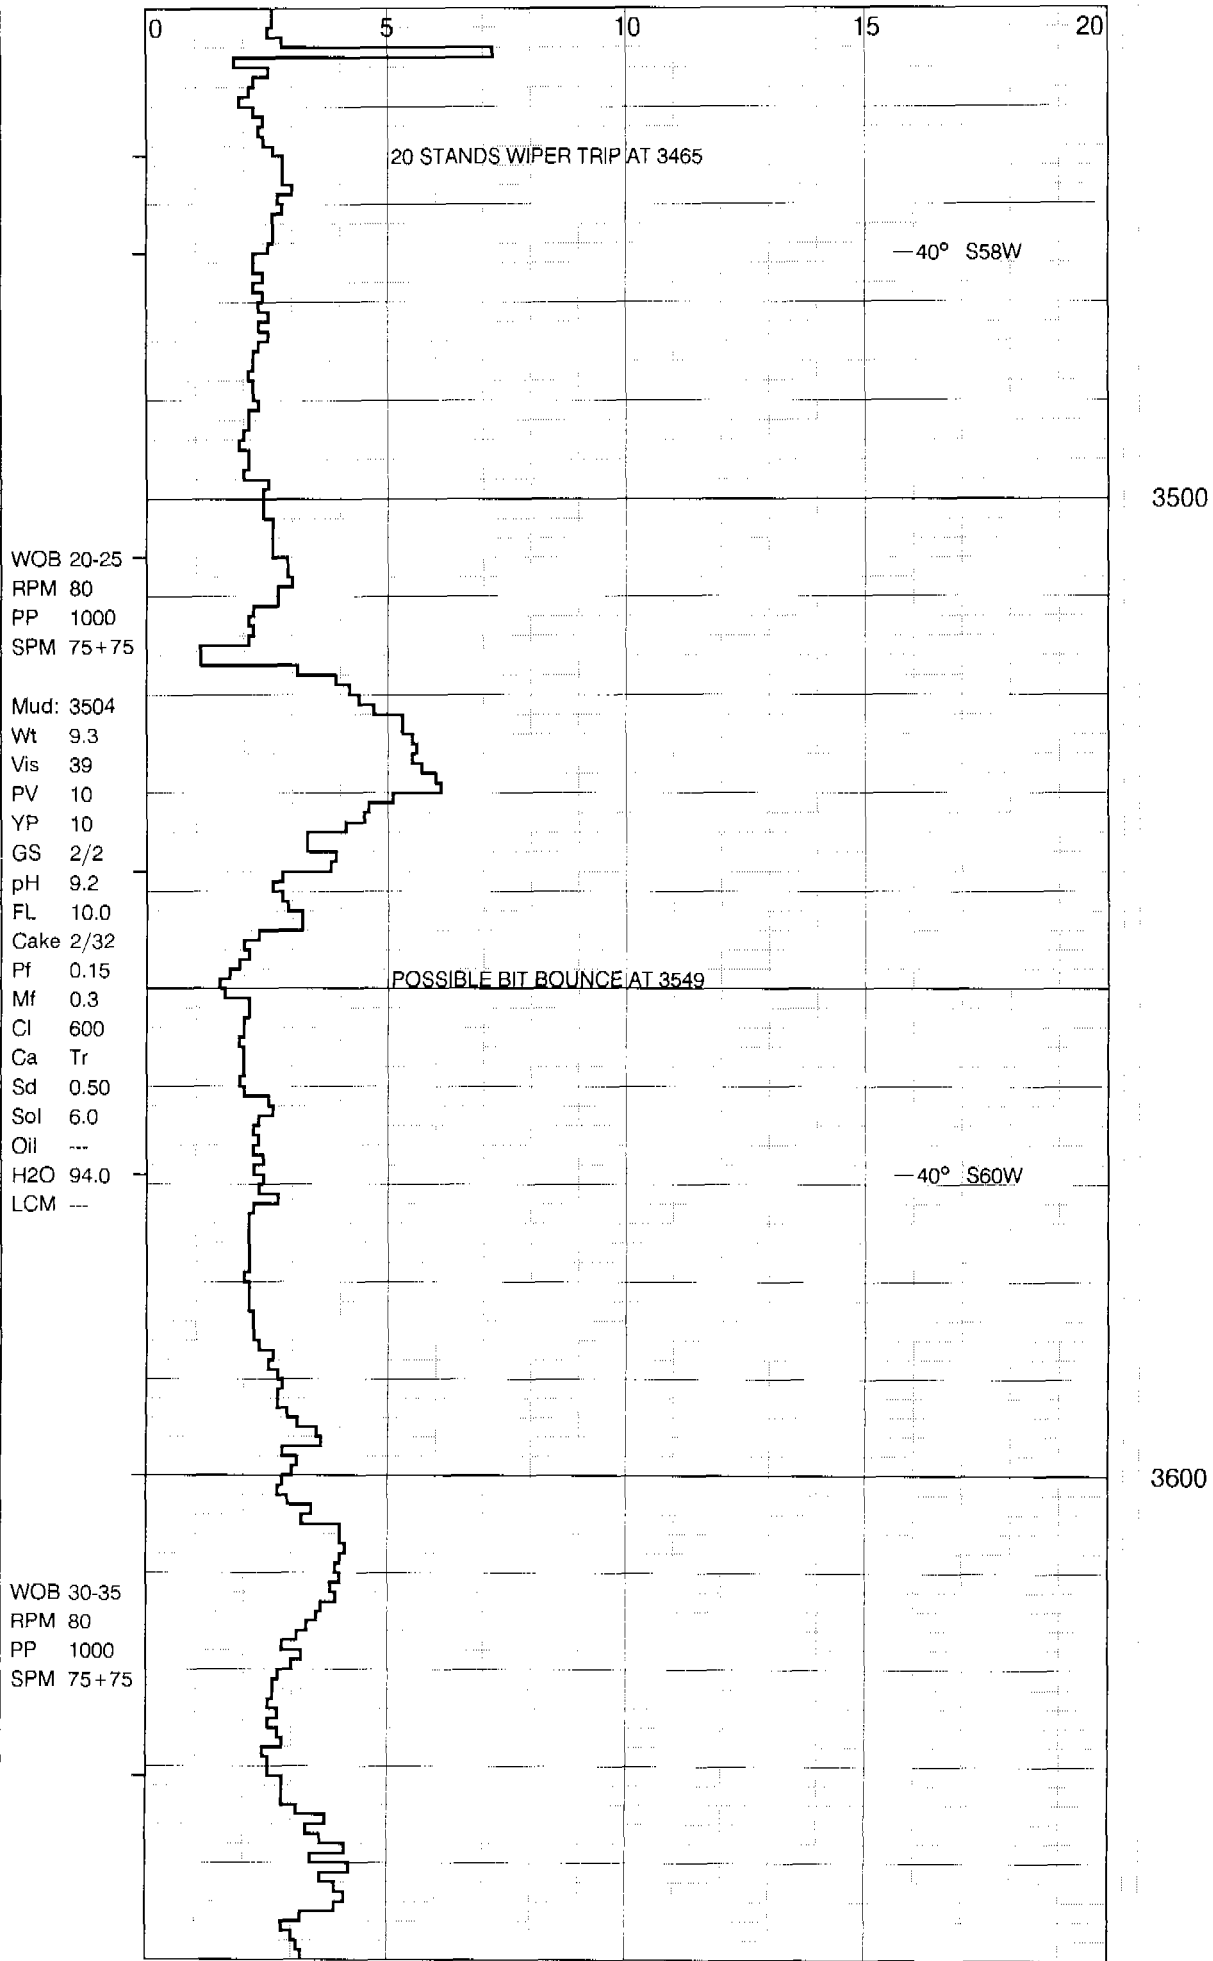 0 5 10 15 20
20 STANDS WIPER TRIP AT 3465
—40° S58W
3500
WOB 20-25
RPM 80
PP 1000
SPM 75+75
Mud: 3504
Wt 9.3
Vis 39
PV 10
YP 10
GS 2/2
pH 9.2
FL 10.0
Cake 2/32
Pf 0.15
POSSIBLE BIT BOUNCE AT 3549
Mf 0.3
Cl 600
Ca Tr
Sd 0.50
Sol 6.0
Oil ---
H2O 94.0
—40° S60W
LCM ---
3600
WOB 30-35
RPM 80
PP 1000
SPM 75+75